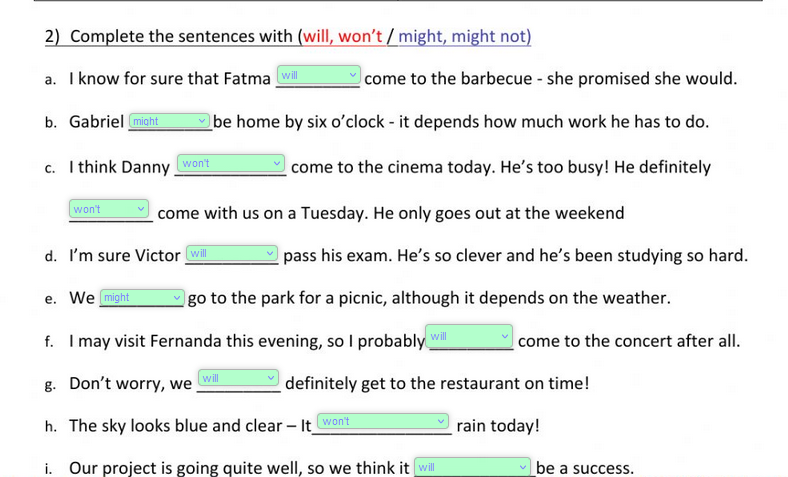 2) Complete the sentences with (will, won’t / might, might not)
a. I know for sure that Fatma will come to the barbecue - she promised she would.
b. Gabriel might be home by six o’clock - it depends how much work he has to do.
c. I think Danny won't come to the cinema today. He’s too busy! He definitely
won't come with us on a Tuesday. He only goes out at the weekend
d. I’m sure Victor will pass his exam. He’s so clever and he’s been studying so hard.
e. We might go to the park for a picnic, although it depends on the weather.
f. I may visit Fernanda this evening, so I probably will come to the concert after all.
g. Don’t worry, we will definitely get to the restaurant on time!
h. The sky looks blue and clear – It won't rain today!
i. Our project is going quite well, so we think it will be a success.